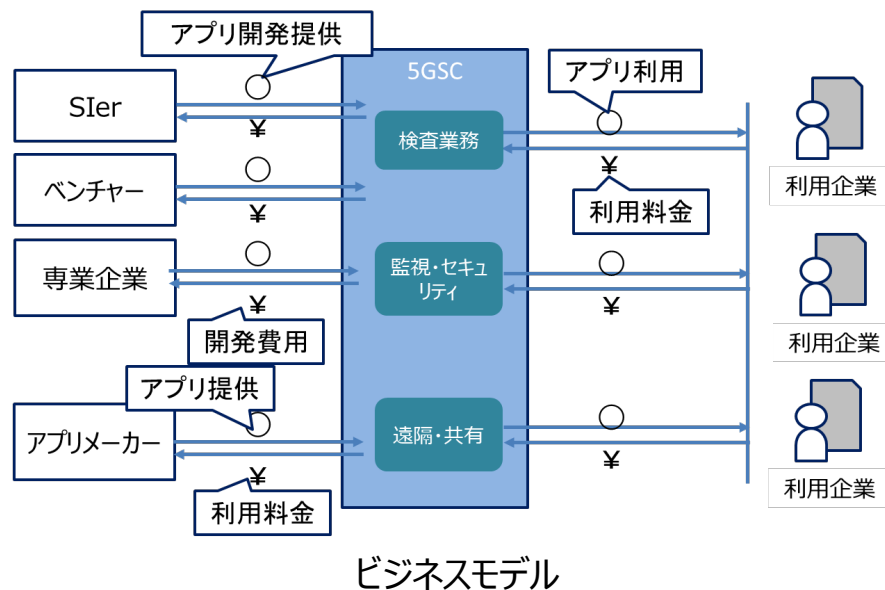 アプリ開発提供
5GSC
アプリ利用
SIer
¥
検査業務
¥
利用企業
ベンチャー
¥
利用料金
専業企業
¥
監視・セキュ
リティ
¥
利用企業
開発費用
アプリ提供
アプリメーカー
¥
遠隔・共有
¥
利用企業
利用料金
ビジネスモデル